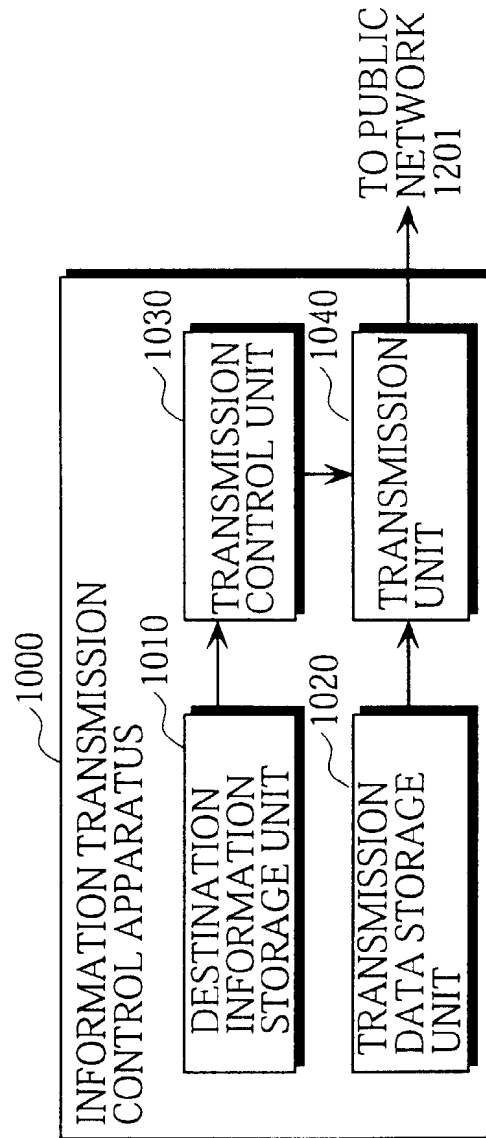 1000
INFORMATION TRANSMISSION
CONTROL APPARATUS
1010
DESTINATION
INFORMATION
STORAGE UNIT
1030
TRANSMISSION
CONTROL UNIT
1020
TRANSMISSION
DATA STORAGE
UNIT
1040
TRANSMISSION
UNIT
TO PUBLIC
NETWORK
1201